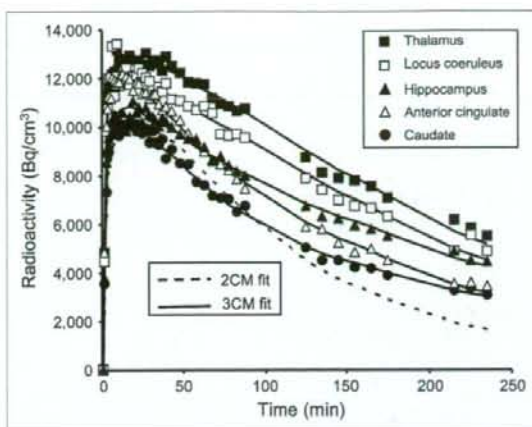 Radioactivity (Bq/cm³)
14,000
12,000
10,000
8,000
6,000
4,000
2,000
0
Thalamus
Locus coeruleus
Hippocampus
Anterior cingulate
Caudate
2CM fit
3CM fit
0 50 100 150 200 250
Time (min)